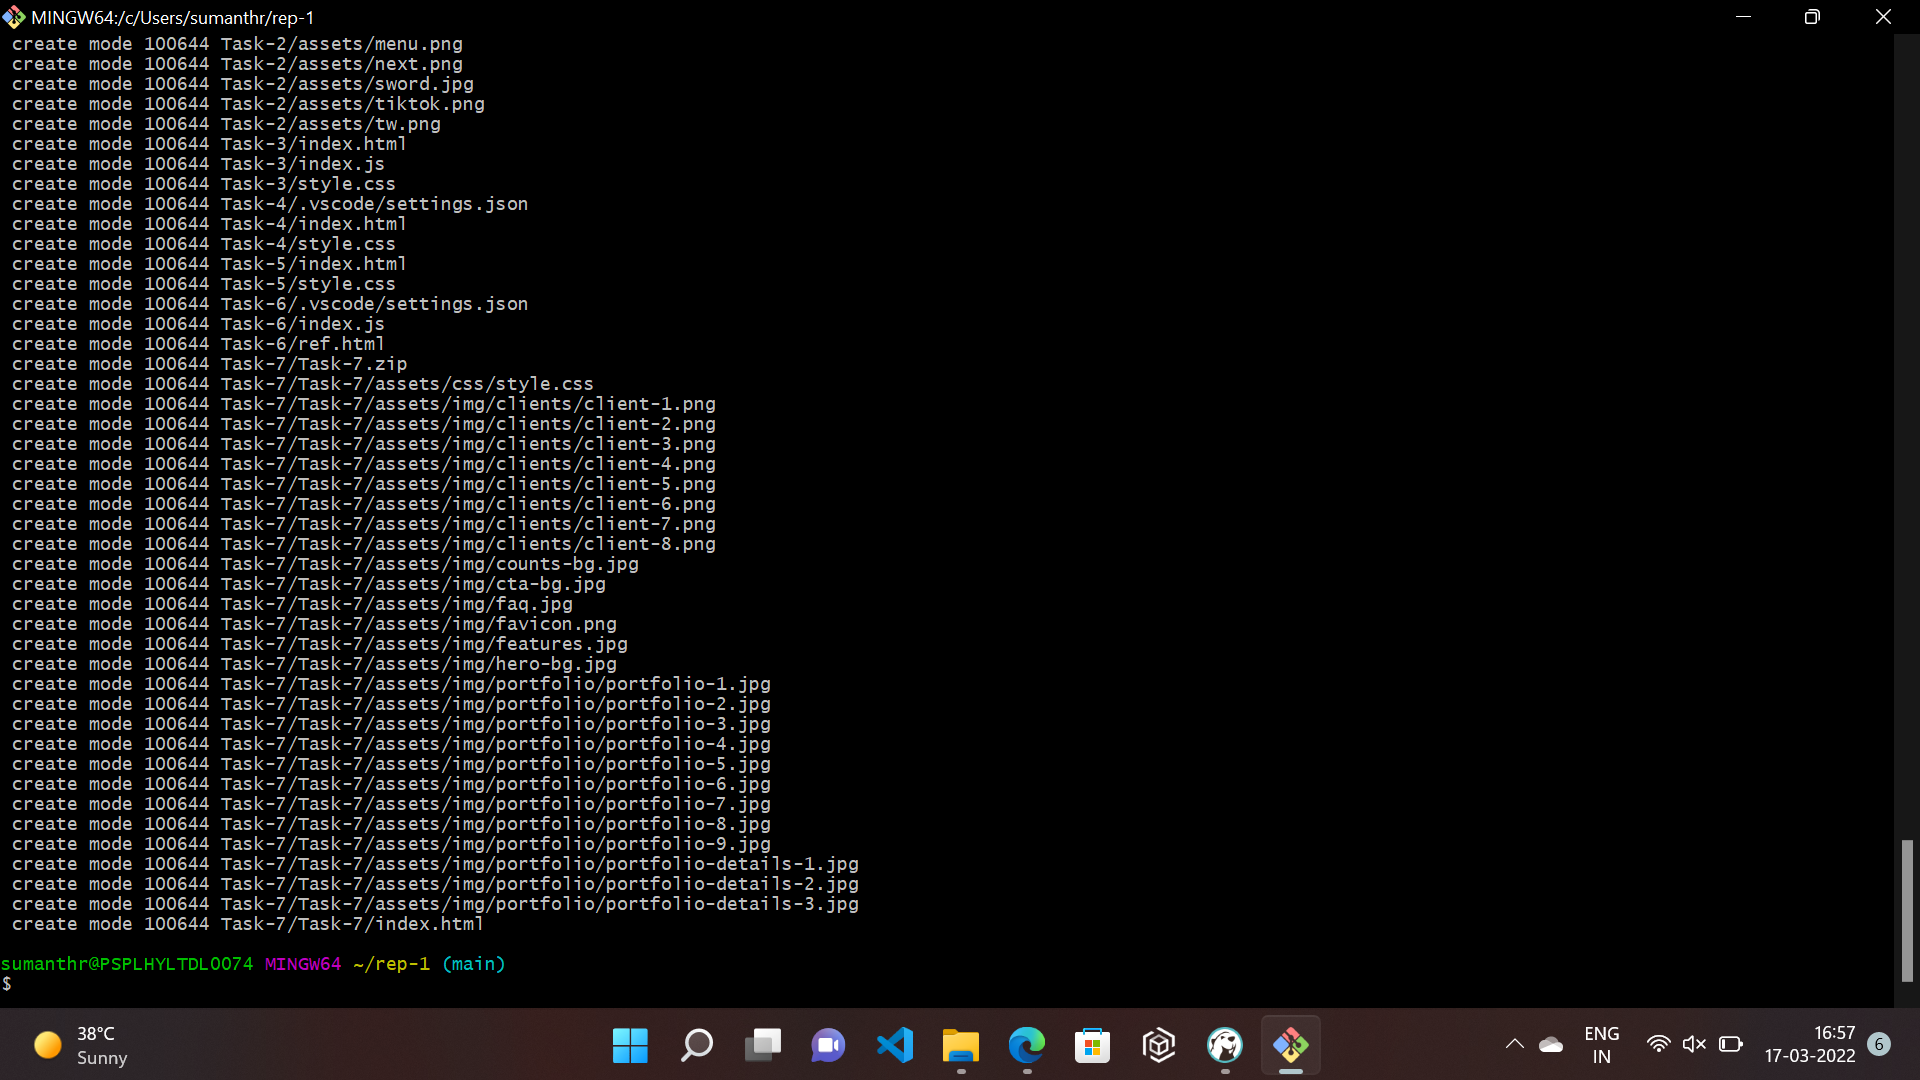 MINGW64:/c/Users/sumanthr/rep-1
create mode 100644 Task-2/assets/menu.png
create mode 100644 Task-2/assets/next.png
create mode 100644 Task-2/assets/sword.jpg
create mode 100644 Task-2/assets/tiktok.png
create mode 100644 Task-2/assets/tw.png
create mode 100644 Task-3/index.html
create mode 100644 Task-3/index.js
create mode 100644 Task-3/style.css
create mode 100644 Task-4/.vscode/settings.json
create mode 100644 Task-4/index.html
create mode 100644 Task-4/style.css
create mode 100644 Task-5/index.html
create mode 100644 Task-5/style.css
create mode 100644 Task-6/.vscode/settings.json
create mode 100644 Task-6/index.js
create mode 100644 Task-6/ref.html
create mode 100644 Task-7/Task-7.zip
create mode 100644 Task-7/Task-7/assets/css/style.css
create mode 100644 Task-7/Task-7/assets/img/clients/client-1.png
create mode 100644 Task-7/Task-7/assets/img/clients/client-2.png
create mode 100644 Task-7/Task-7/assets/img/clients/client-3.png
create mode 100644 Task-7/Task-7/assets/img/clients/client-4.png
create mode 100644 Task-7/Task-7/assets/img/clients/client-5.png
create mode 100644 Task-7/Task-7/assets/img/clients/client-6.png
create mode 100644 Task-7/Task-7/assets/img/clients/client-7.png
create mode 100644 Task-7/Task-7/assets/img/clients/client-8.png
create mode 100644 Task-7/Task-7/assets/img/counts-bg.jpg
create mode 100644 Task-7/Task-7/assets/img/cta-bg.jpg
create mode 100644 Task-7/Task-7/assets/img/faq.jpg
create mode 100644 Task-7/Task-7/assets/img/favicon.png
create mode 100644 Task-7/Task-7/assets/img/features.jpg
create mode 100644 Task-7/Task-7/assets/img/hero-bg.jpg
create mode 100644 Task-7/Task-7/assets/img/portfolio/portfolio-1.jpg
create mode 100644 Task-7/Task-7/assets/img/portfolio/portfolio-2.jpg
create mode 100644 Task-7/Task-7/assets/img/portfolio/portfolio-3.jpg
create mode 100644 Task-7/Task-7/assets/img/portfolio/portfolio-4.jpg
create mode 100644 Task-7/Task-7/assets/img/portfolio/portfolio-5.jpg
create mode 100644 Task-7/Task-7/assets/img/portfolio/portfolio-6.jpg
create mode 100644 Task-7/Task-7/assets/img/portfolio/portfolio-7.jpg
create mode 100644 Task-7/Task-7/assets/img/portfolio/portfolio-8.jpg
create mode 100644 Task-7/Task-7/assets/img/portfolio/portfolio-9.jpg
create mode 100644 Task-7/Task-7/assets/img/portfolio/portfolio-details-1.jpg
create mode 100644 Task-7/Task-7/assets/img/portfolio/portfolio-details-2.jpg
create mode 100644 Task-7/Task-7/assets/img/portfolio/portfolio-details-3.jpg
create mode 100644 Task-7/Task-7/index.html
sumanthr@PSPLHYLTDL0074 MINGW64 ~/rep-1 (main)
$
38°C
Sunny
ENG
IN
16:57
17-03-2022
6